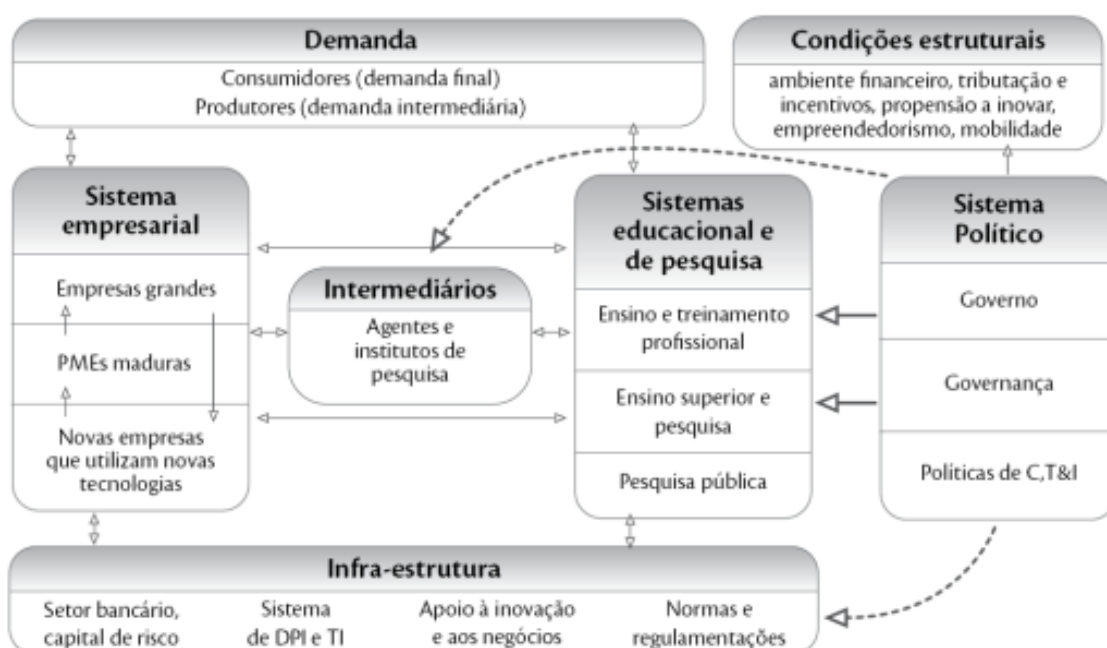 Demanda
Consumidores (demanda final)
Produtores (demanda intermediária)
Condições estruturais
ambiente financeiro, tributação e
incentivos, propensão a inovar,
empreendedorismo, mobilidade
Sistema
empresarial
Empresas grandes
PMEs maduras
Novas empresas
que utilizam novas
tecnologias
Intermediários
Agentes e
institutos de
pesquisa
Sistemas
educacional e
de pesquisa
Ensino e treinamento
profissional
Ensino superior e
pesquisa
Pesquisa pública
Sistema
Político
Governo
Governança
Políticas de C,T&I
Infra-estrutura
Setor bancário,
capital de risco
Sistema
de DPI e TI
Apoio à inovação
e aos negócios
Normas e
regulamentações